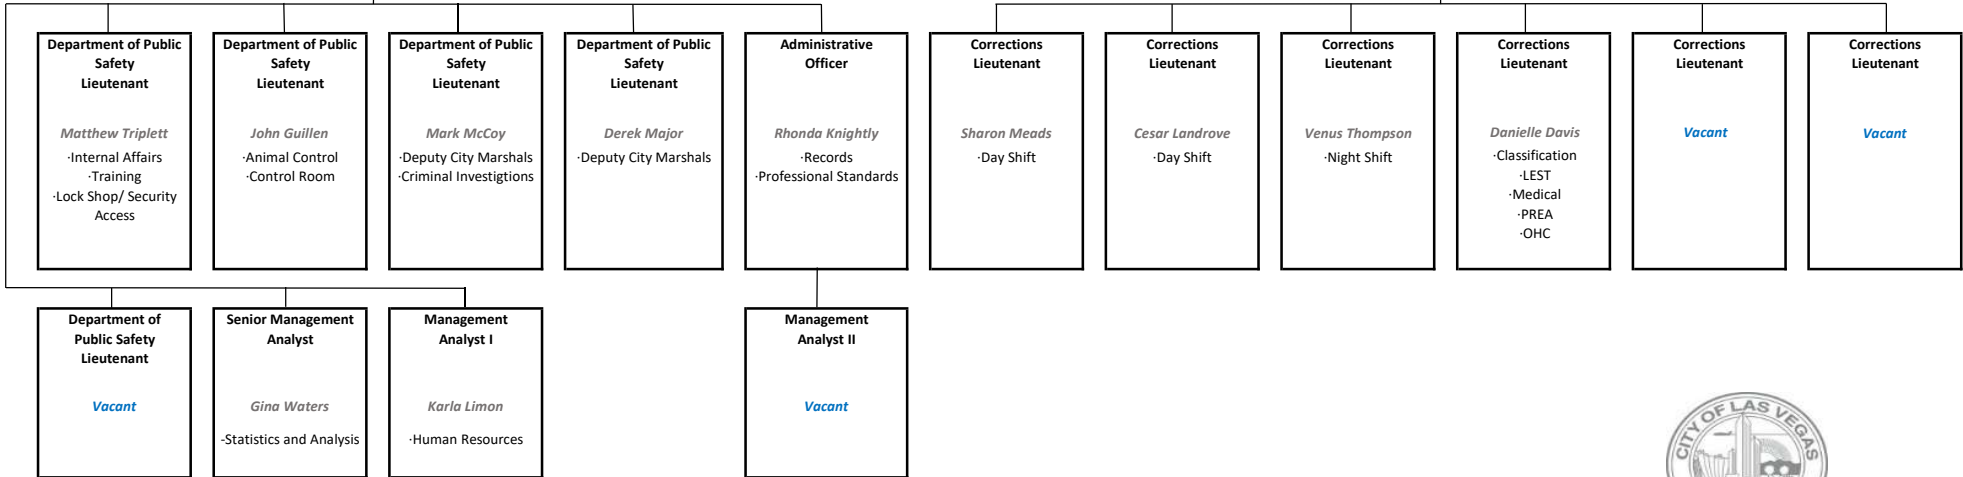 Department of Public
Safety
Lieutenant
Matthew Triplett
·Internal Affairs
·Training
·Lock Shop/ Security
Access
Department of Public
Safety
Lieutenant
John Guillen
·Animal Control
·Control Room
Department of Public
Safety
Lieutenant
Mark McCoy
·Deputy City Marshals
·Criminal Investigtions
Department of Public
Safety
Lieutenant
Derek Major
·Deputy City Marshals
Administrative
Officer
Rhonda Knightly
·Records
·Professional Standards
Corrections
Lieutenant
Sharon Meads
·Day Shift
Corrections
Lieutenant
Cesar Landrove
·Day Shift
Corrections
Lieutenant
Venus Thompson
·Night Shift
Corrections
Lieutenant
Danielle Davis
·Classification
·LEST
·Medical
·PREA
·OHC
Corrections
Lieutenant
Vacant
Corrections
Lieutenant
Vacant
Department of
Public Safety
Lieutenant
Vacant
Senior Management
Analyst
Gina Waters
-Statistics and Analysis
Management
Analyst I
Karla Limon
·Human Resources
Management
Analyst II
Vacant
CITY OF LAS VEGAS